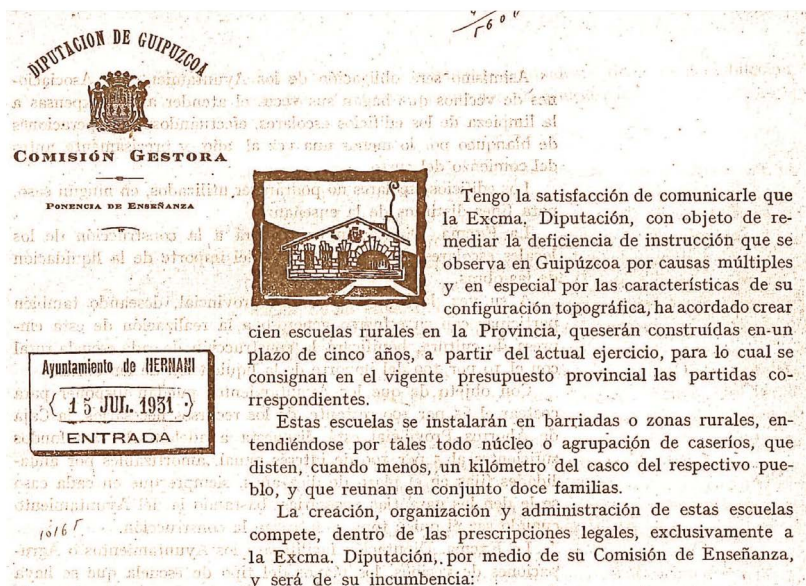 DIPUTACION DE GUIPUZCOA
COMISIÓN GESTORA
PONENCIA DE ENSEÑANZA
Ayuntamiento de HERNANI
15 JUL. 1931
ENTRADA
Tengo la satisfacción de comunicarle que
la Excma. Diputación, con objeto de re-
mediar la deficiencia de instrucción que se
observa en Guipúzcoa por causas múltiples
y en especial por las características de su
configuración topográfica, ha acordado crear
cien escuelas rurales en la Provincia, queserán construídas en un
plazo de cinco años, a partir del actual ejercicio, para lo cual se
consignan en el vigente presupuesto provincial las partidas co-
rrespondientes.
Estas escuelas se instalarán en barriadas o zonas rurales, en-
tendiéndose por tales todo núcleo o agrupación de caseríos, que
disten, cuando menos, un kilómetro del casco del respectivo pue-
blo, y que reunan en conjunto doce familias.
La creación, organización y administración de estas escuelas
compete, dentro de las prescripciones legales, exclusivamente a
la Excma. Diputación, por medio de su Comisión de Enseñanza,
y será de su incumbencia: